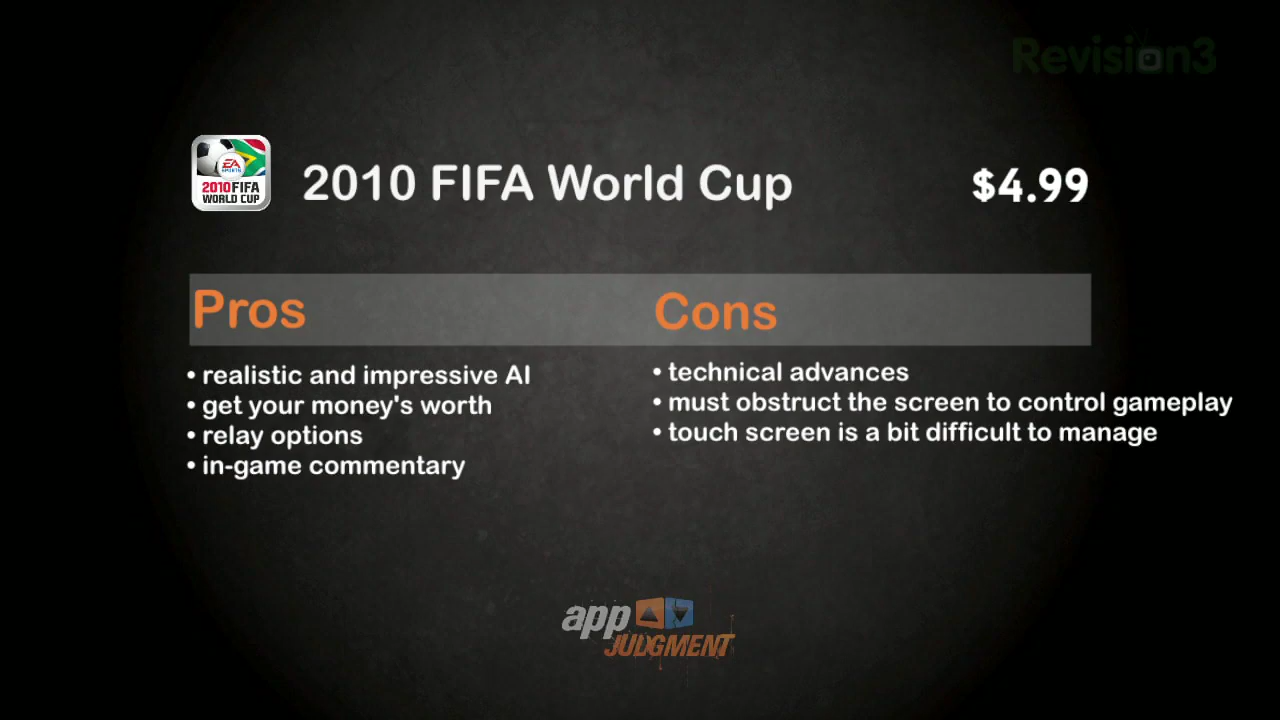 Revision3
EA
SPORTS
2010 FIFA
WORLD CUP
2010 FIFA World Cup
$4.99
Pros
Cons
• realistic and impressive AI
• get your money's worth
• relay options
• in-game commentary
• technical advances
• must obstruct the screen to control gameplay
• touch screen is a bit difficult to manage
app
JUDGMENT